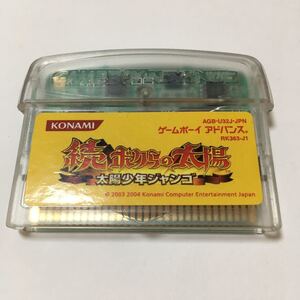 KONAMI
AGB-U32J-JPN
ゲームボーイ アドバンス®
RK363-J1
続ボクらの太陽
太陽少年ジャンゴ
© 2003 2004 Konami Computer Entertainment Japan